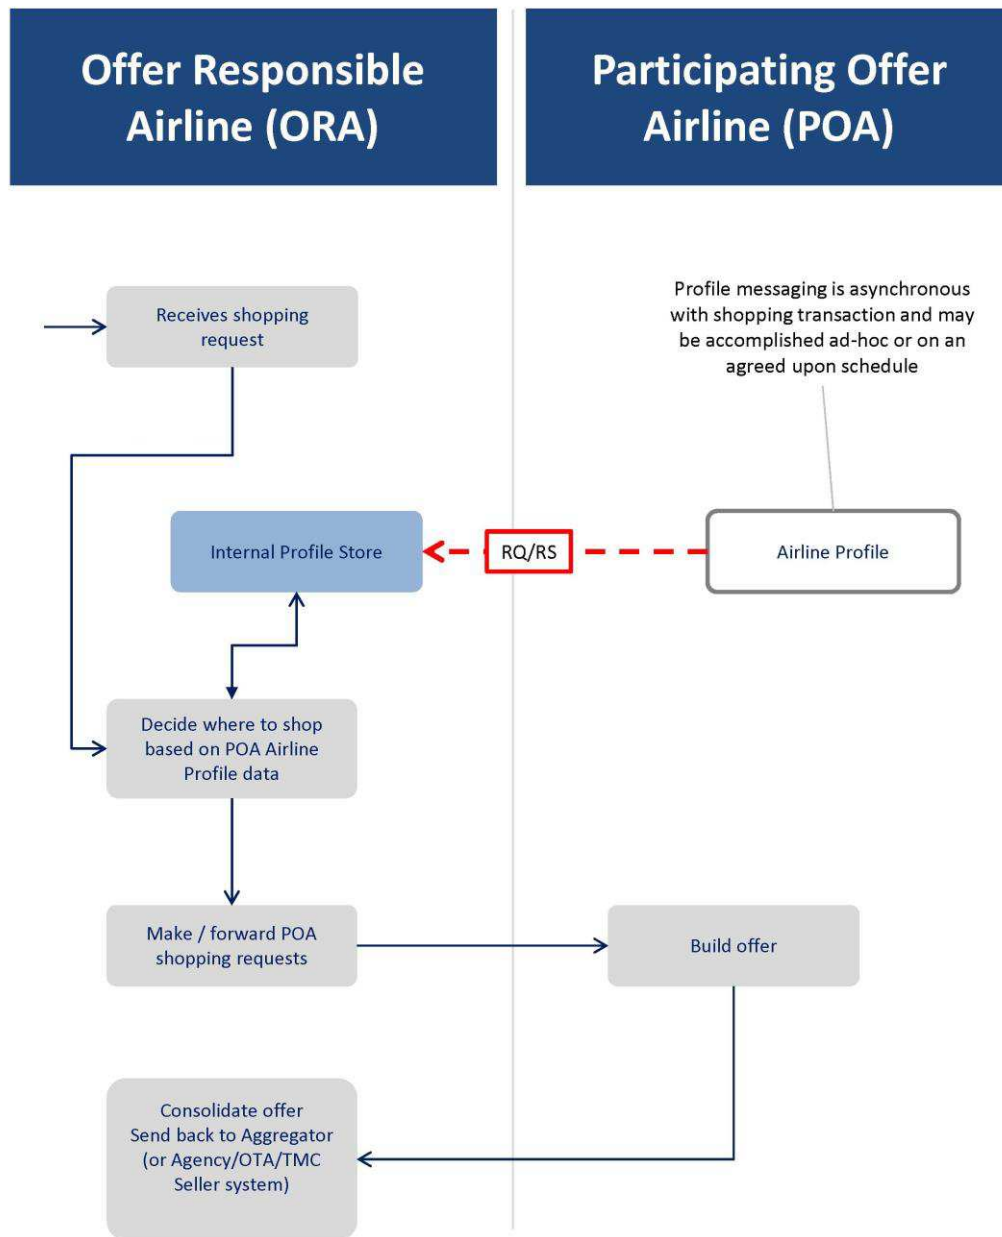 Offer Responsible
Airline (ORA)
Participating Offer
Airline (POA)
Receives shopping
request
Profile messaging is asynchronous
with shopping transaction and may
be accomplished ad-hoc or on an
agreed upon schedule
Internal Profile Store
RQ/RS
Airline Profile
Decide where to shop
based on POA Airline
Profile data
Make / forward POA
shopping requests
Build offer
Consolidate offer
Send back to Aggregator
(or Agency/OTA/TMC
Seller system)